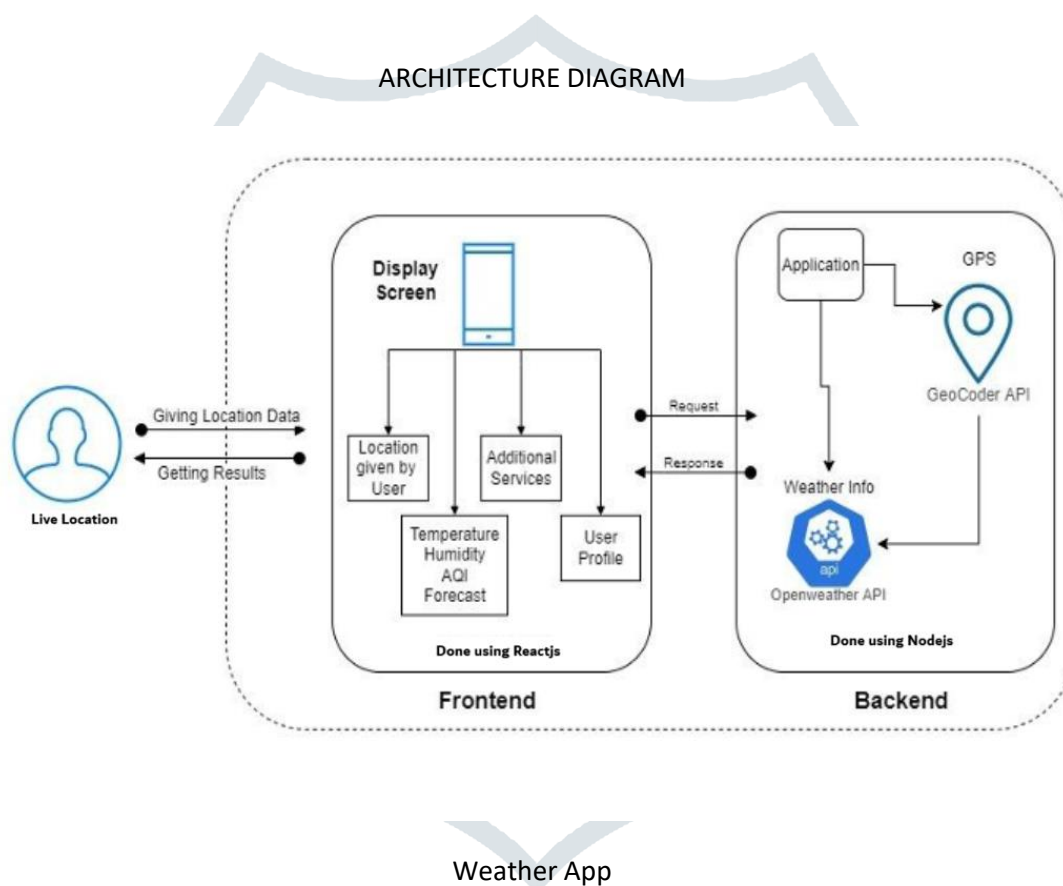 ARCHITECTURE DIAGRAM
Display
Screen
Application
GPS
GeoCoder API
Giving Location Data
Getting Results
Live Location
Location
given by
User
Additional
Services
Temperature
Humidity
AQI
Forecast
User
Profile
Request
Response
Weather Info
api
Openweather API
Done using Reactjs
Done using Nodejs
Frontend
Backend
Weather App